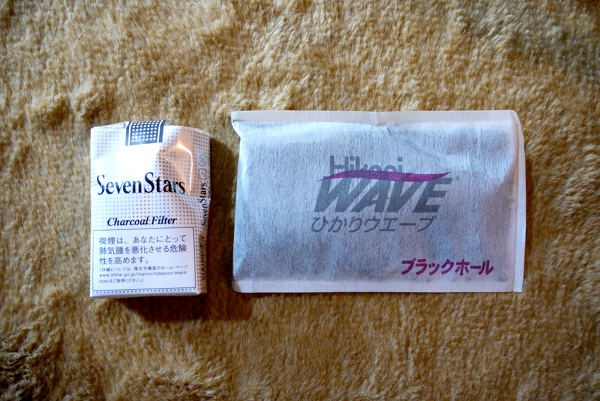 SevenStars
Charcoal Filter
喫煙は、あなたにとって
肺気腫を悪化させる危険
性を高めます。
SevenStars
Hikari
WAVE
ひかりウエーブ
ブラックホール